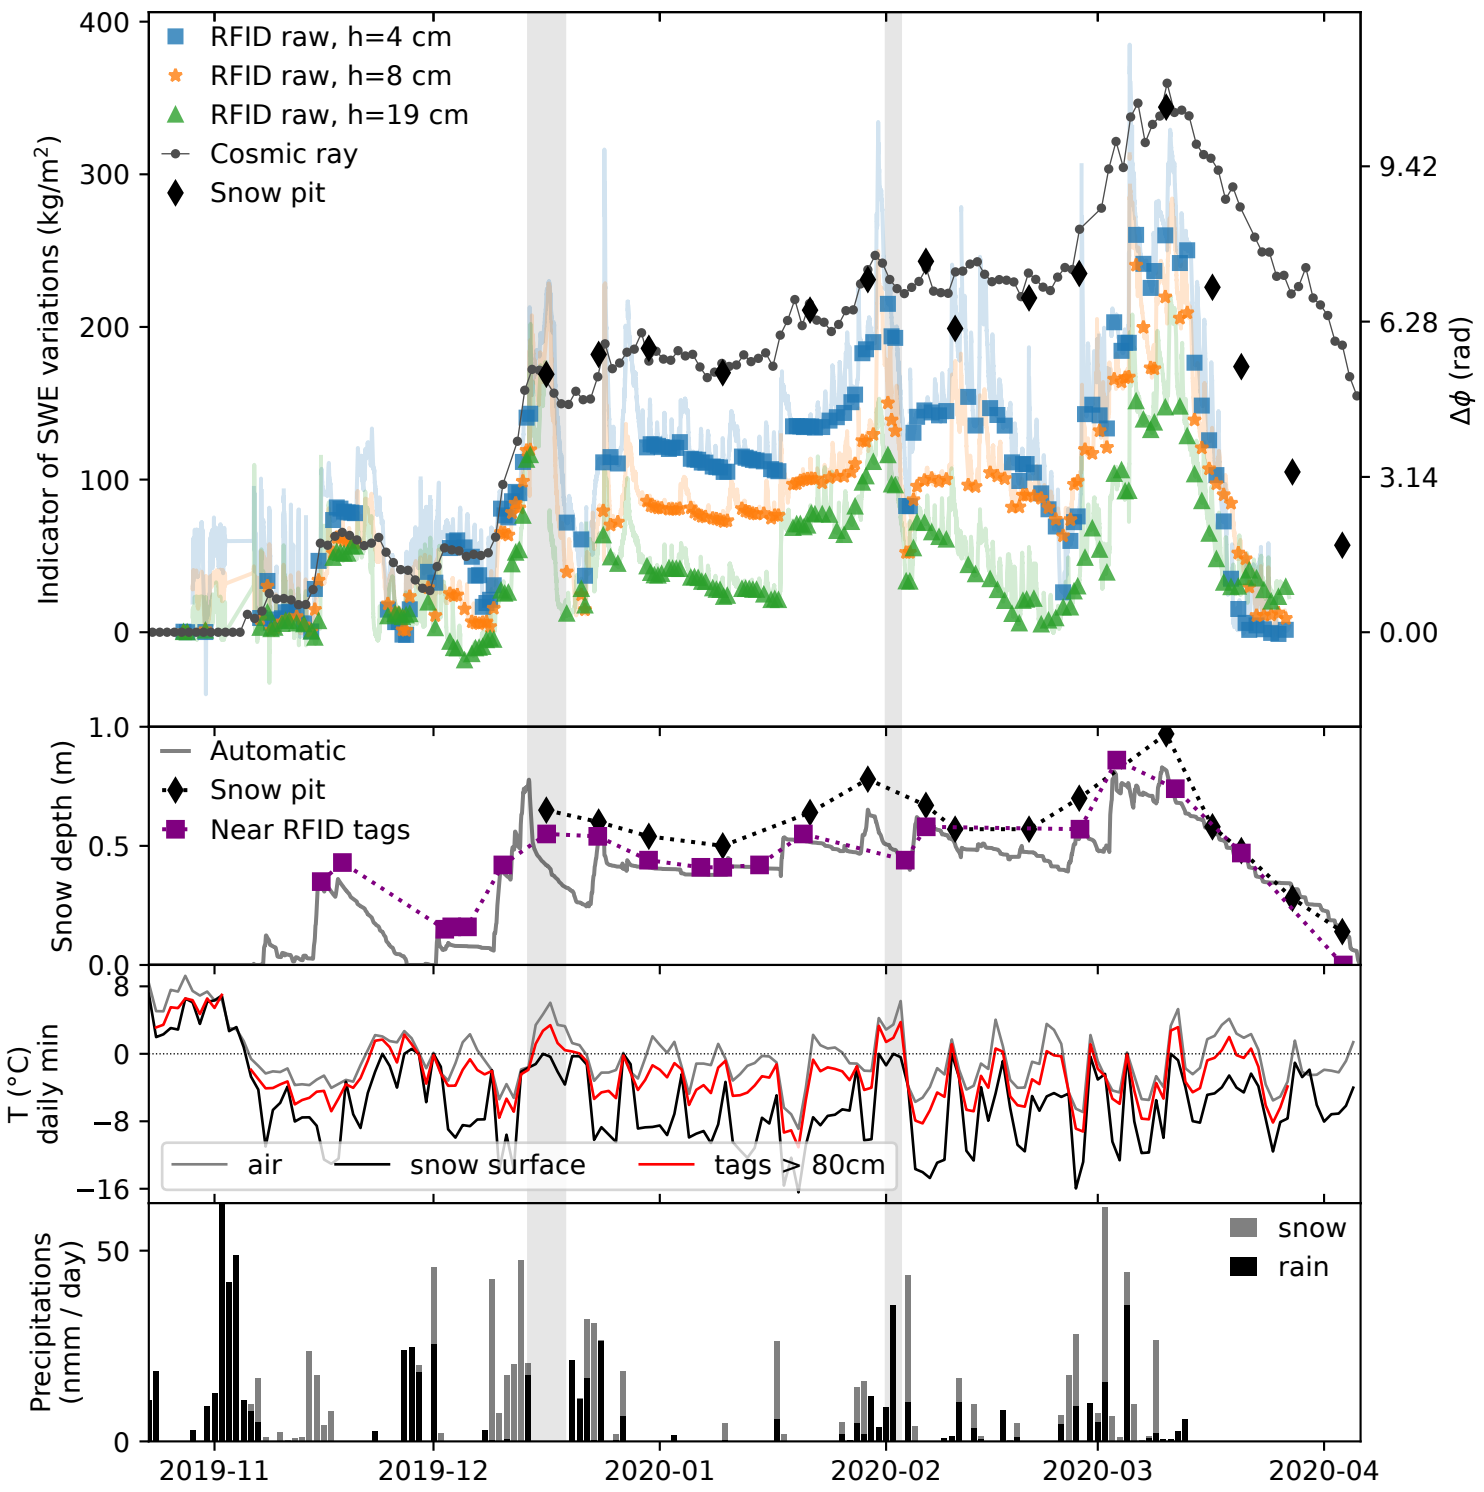 400
300
200
100
0
Indicator of SWE variations (kg/m²)
RFID raw, h=4 cm
RFID raw, h=8 cm
RFID raw, h=19 cm
Cosmic ray
Snow pit
9.42
6.28
3.14
0.00
Δϕ (rad)
1.0
0.5
0.0
Snow depth (m)
Automatic
Snow pit
Near RFID tags
8
0
−8
−16
T (°C)
daily min
air
snow surface
tags > 80cm
50
0
Precipitations
(nmm / day)
snow
rain
2019-11
2019-12
2020-01
2020-02
2020-03
2020-04